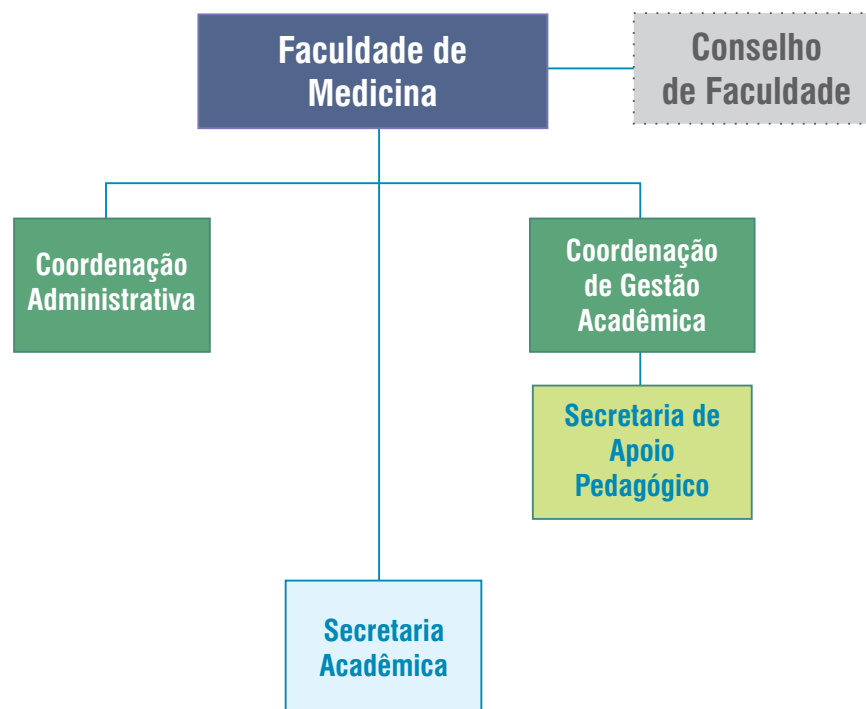 Faculdade de
Medicina
Conselho
de Faculdade
Coordenação
Administrativa
Coordenação
de Gestão
Acadêmica
Secretaria de
Apoio
Pedagógico
Secretaria
Acadêmica